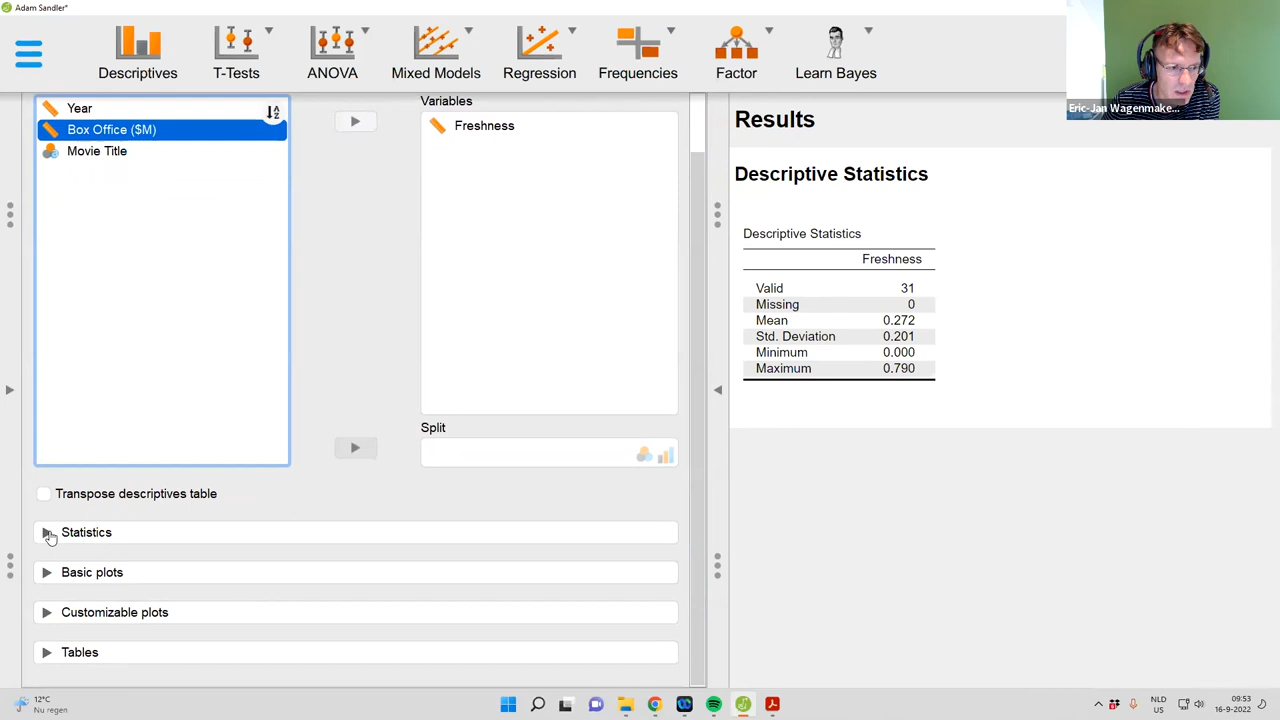 Adam Sandler*
Descriptives
T-Tests
ANOVA
Mixed Models
Regression
Frequencies
Factor
Learn Bayes
Eric-Jan Wagenmake...
Year
Box Office ($M)
Movie Title
Variables
Freshness
Split
Transpose descriptives table
Statistics
Basic plots
Customizable plots
Tables
Results
Descriptive Statistics
Descriptive Statistics
Freshness
Valid 31
Missing 0
Mean 0.272
Std. Deviation 0.201
Minimum 0.000
Maximum 0.790
12°C
Nu regen
NLD
US
09:53
16-9-2022